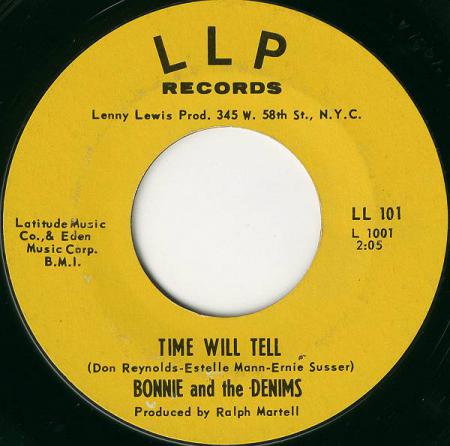 LLP
RECORDS
Lenny Lewis Prod. 345 W. 58th St., N.Y.C.
Latitude Music
Co.,& Eden
Music Corp.
B.M.I.
LL 101
L 1001
2:05
TIME WILL TELL
(Don Reynolds-Estelle Mann-Ernie Susser)
BONNIE and the DENIMS
Produced by Ralph Martell